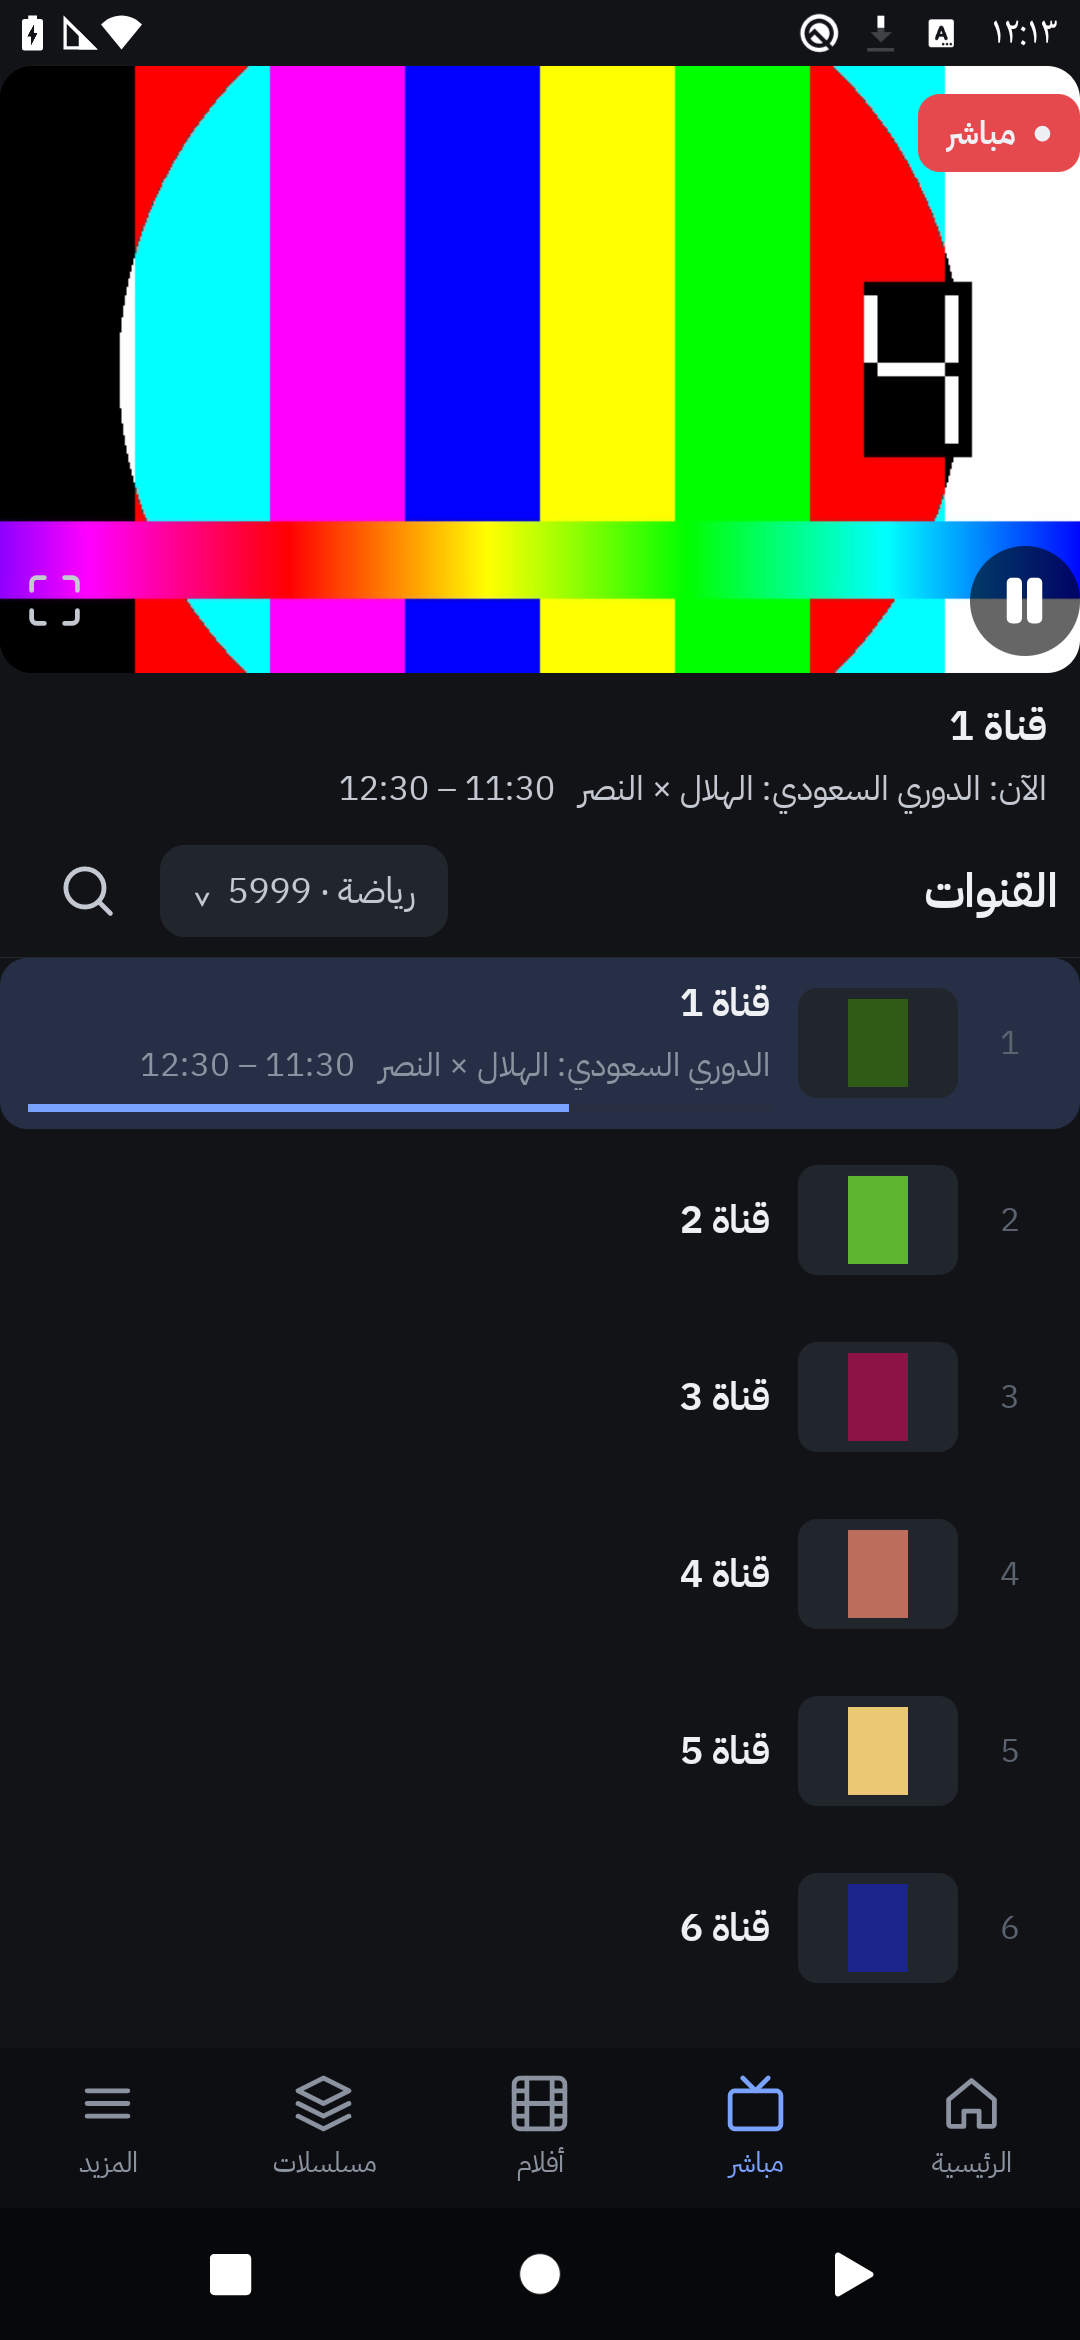 ١٢:١٣
مباشر
4
قناة 1
الآن: الدوري السعودي: الهلال × النصر 11:30 – 12:30
القنوات
رياضة · 5999
1
قناة 1
الدوري السعودي: الهلال × النصر 11:30 – 12:30
2
قناة 2
3
قناة 3
4
قناة 4
5
قناة 5
6
قناة 6
الرئيسية
مباشر
أفلام
مسلسلات
المزيد